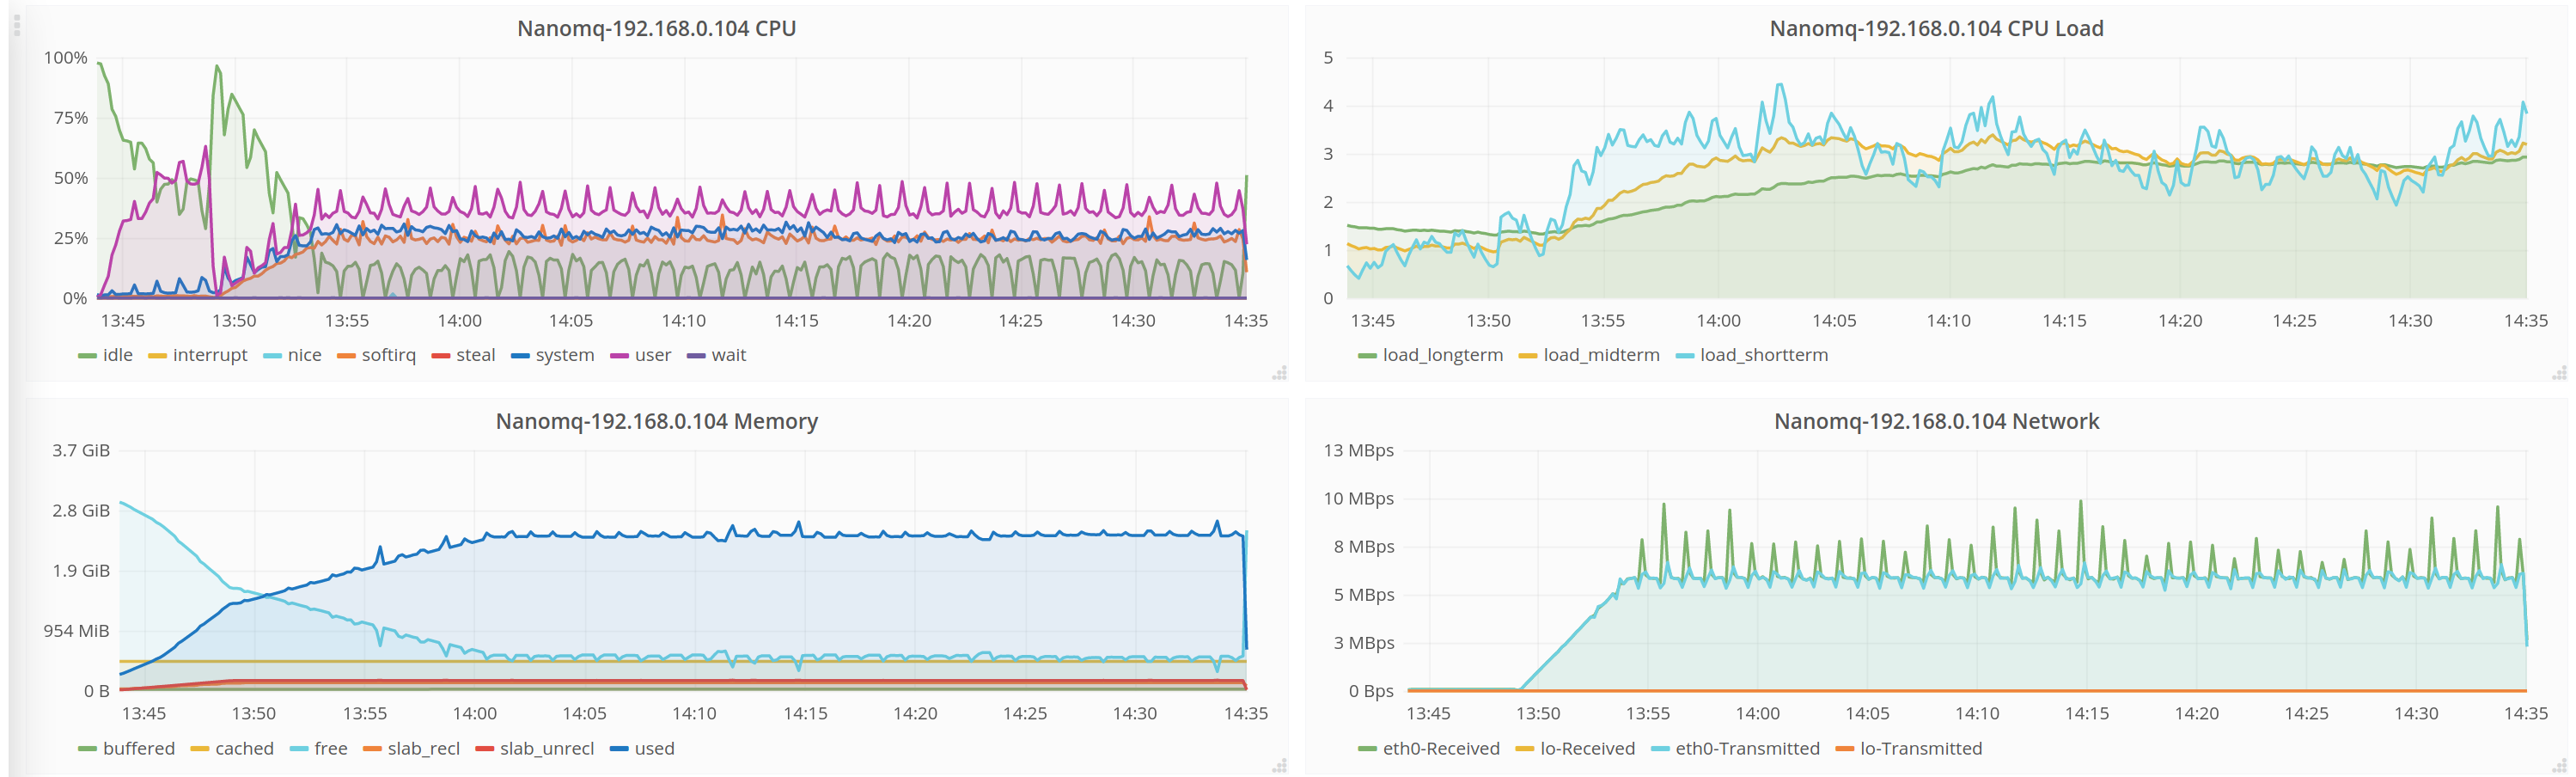 Nanomq-192.168.0.104 CPU
100%
75%
50%
25%
0%
13:45 13:50 13:55 14:00 14:05 14:10 14:15 14:20 14:25 14:30 14:35
idle interrupt nice softirq steal system user wait
Nanomq-192.168.0.104 CPU Load
5
4
3
2
1
0
13:45 13:50 13:55 14:00 14:05 14:10 14:15 14:20 14:25 14:30 14:35
load_longterm load_midterm load_shortterm
Nanomq-192.168.0.104 Memory
3.7 GiB
2.8 GiB
1.9 GiB
954 MiB
0 B
13:45 13:50 13:55 14:00 14:05 14:10 14:15 14:20 14:25 14:30 14:35
buffered cached free slab_recl slab_unrecl used
Nanomq-192.168.0.104 Network
13 MBps
10 MBps
8 MBps
5 MBps
3 MBps
0 Bps
13:45 13:50 13:55 14:00 14:05 14:10 14:15 14:20 14:25 14:30 14:35
eth0-Received lo-Received eth0-Transmitted lo-Transmitted